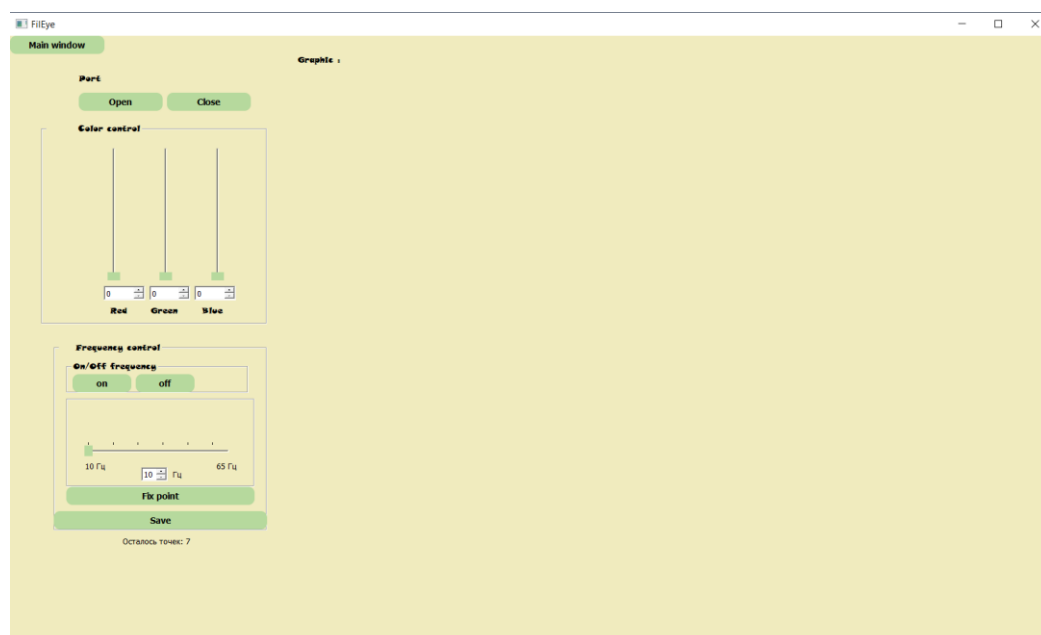 FilEye
Main window
Graphic :
Port
Open Close
Color control
0 0 0
Red Green Blue
Frequency control
On/Off frequency
on off
10 Гц 65 Гц
10 Гц
Fix point
Save
Осталось точек: 7